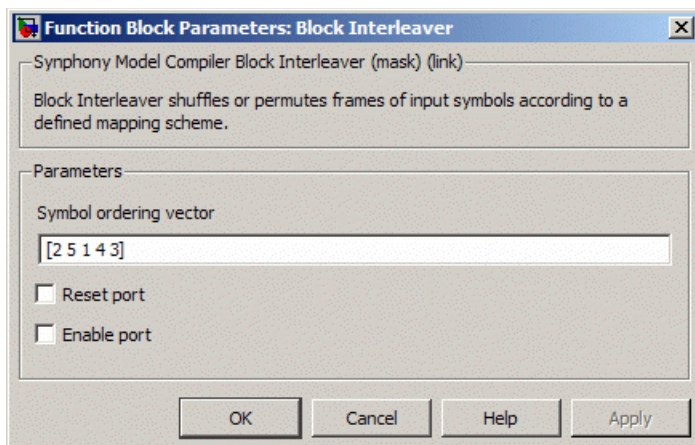 Function Block Parameters: Block Interleaver
Synphony Model Compiler Block Interleaver (mask) (link)
Block Interleaver shuffles or permutes frames of input symbols according to a
defined mapping scheme.
Parameters
Symbol ordering vector
[2 5 1 4 3]
Reset port
Enable port
OK Cancel Help Apply